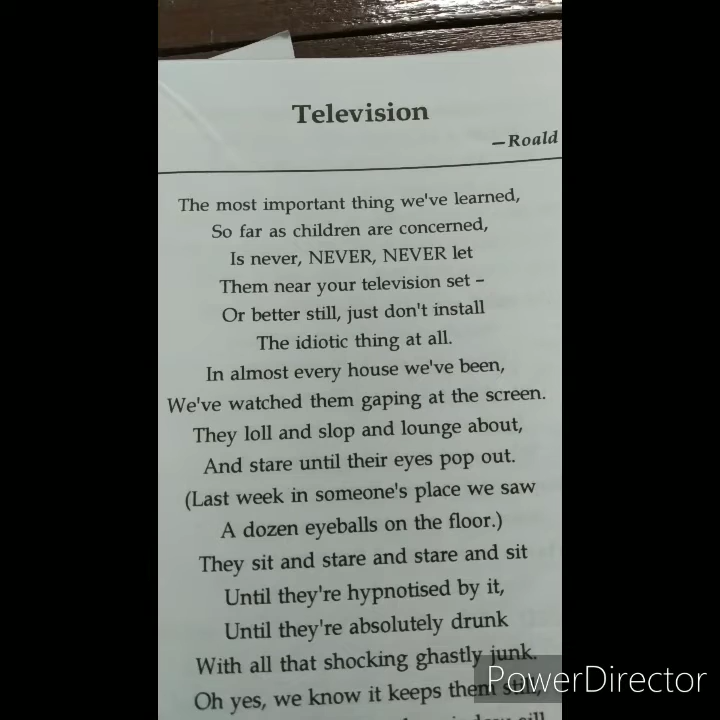 Television
—Roald
The most important thing we've learned,
So far as children are concerned,
Is never, NEVER, NEVER let
Them near your television set –
Or better still, just don't install
The idiotic thing at all.
In almost every house we've been,
We've watched them gaping at the screen.
They loll and slop and lounge about,
And stare until their eyes pop out.
(Last week in someone's place we saw
A dozen eyeballs on the floor.)
They sit and stare and stare and sit
Until they're hypnotised by it,
Until they're absolutely drunk
With all that shocking ghastly junk.
Oh yes, we know it keeps them still,
PowerDirector